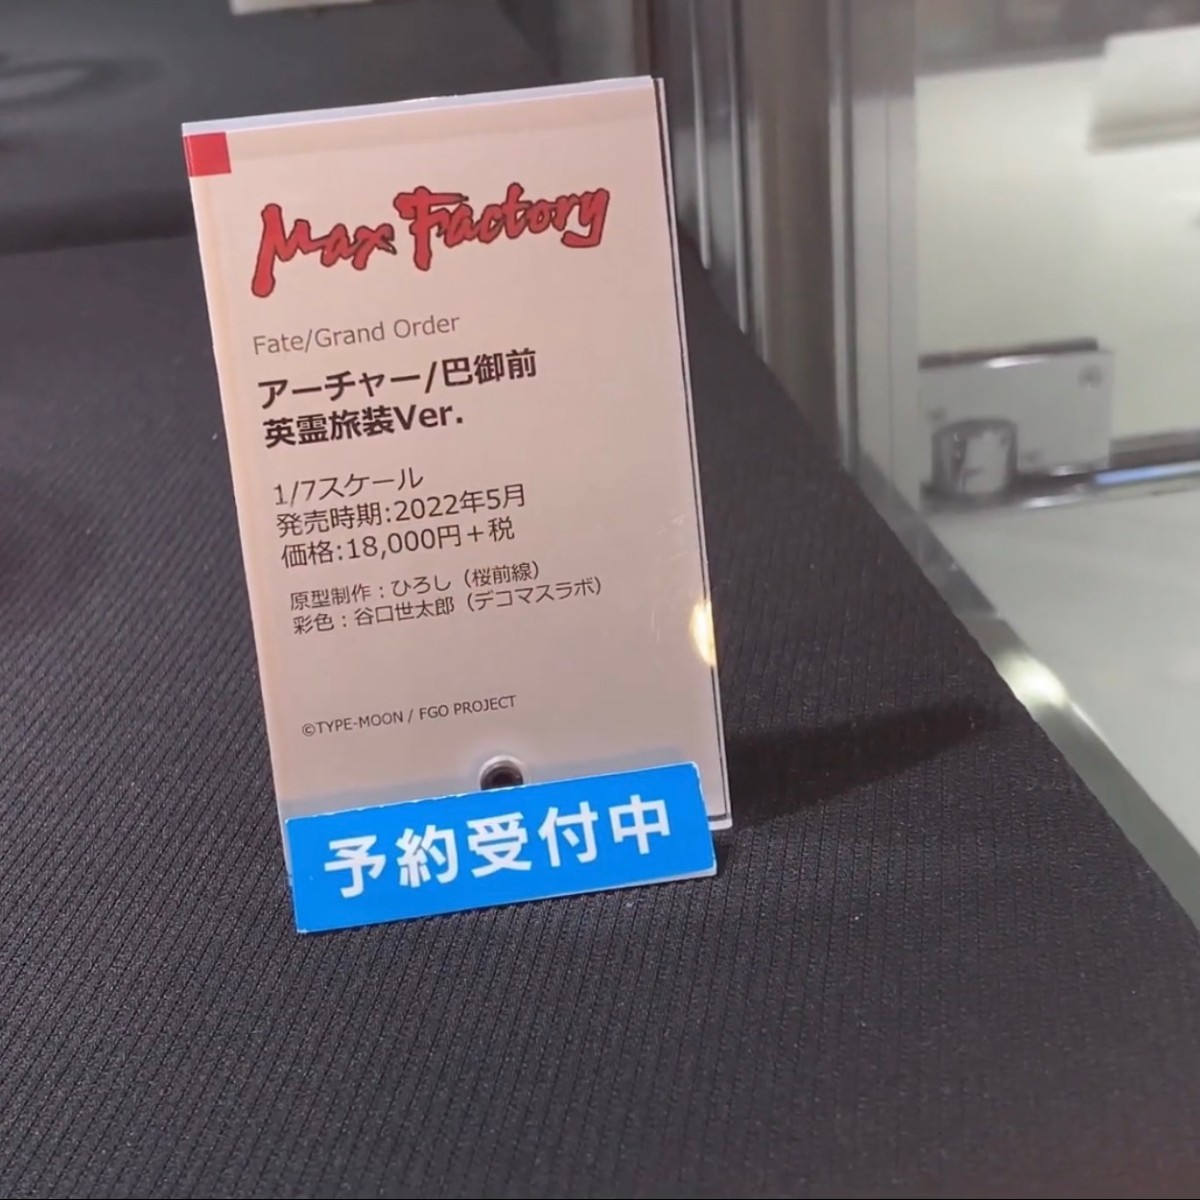 Max Factory
Fate/Grand Order
アーチャー/巴御前
英霊旅装Ver.
1/7スケール
発売時期:2022年5月
価格:18,000円＋税
原型制作：ひろし（桜前線）
彩色：谷口世太郎（デコマスラボ）
©TYPE-MOON / FGO PROJECT
予約受付中